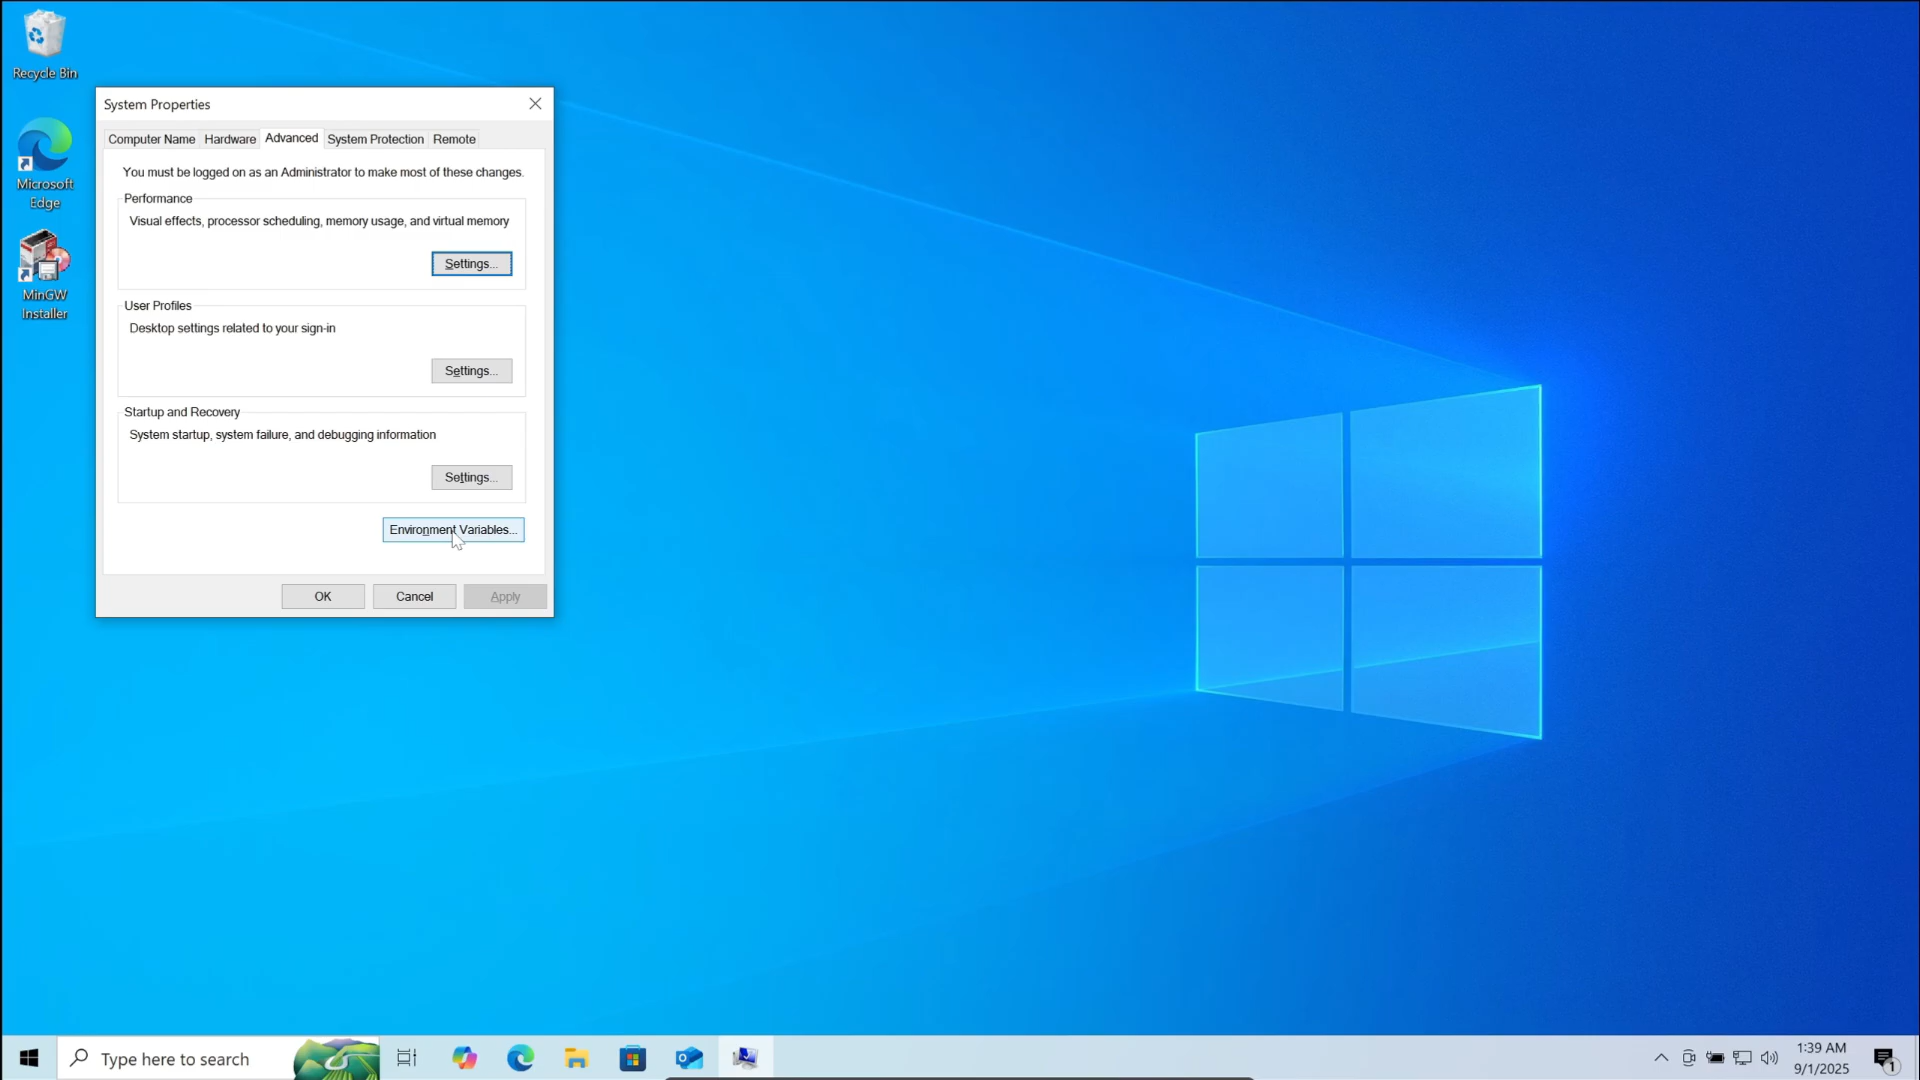 Recycle Bin
Microsoft
Edge
MinGW
Installer
System Properties
Computer Name
Hardware
Advanced
System Protection
Remote
You must be logged on as an Administrator to make most of these changes.
Performance
Visual effects, processor scheduling, memory usage, and virtual memory
Settings...
User Profiles
Desktop settings related to your sign-in
Settings...
Startup and Recovery
System startup, system failure, and debugging information
Settings...
Environment Variables...
OK
Cancel
Apply
Type here to search
1:39 AM
9/1/2025
1